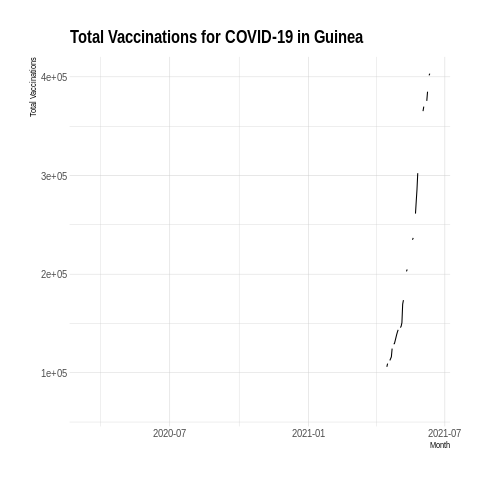 Total Vaccinations for COVID-19 in Guinea
Total Vaccinations
4e+05
3e+05
2e+05
1e+05
2020-07
2021-01
2021-07
Month